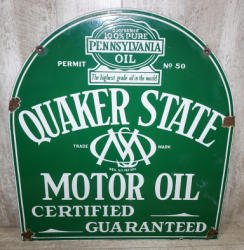 Guaranteed
100% PURE
PENNSYLVANIA
OIL
PERMIT No 50
The highest grade oil in the world
QUAKER STATE
TRADE MARK
MOTOR OIL
CERTIFIED
GUARANTEED